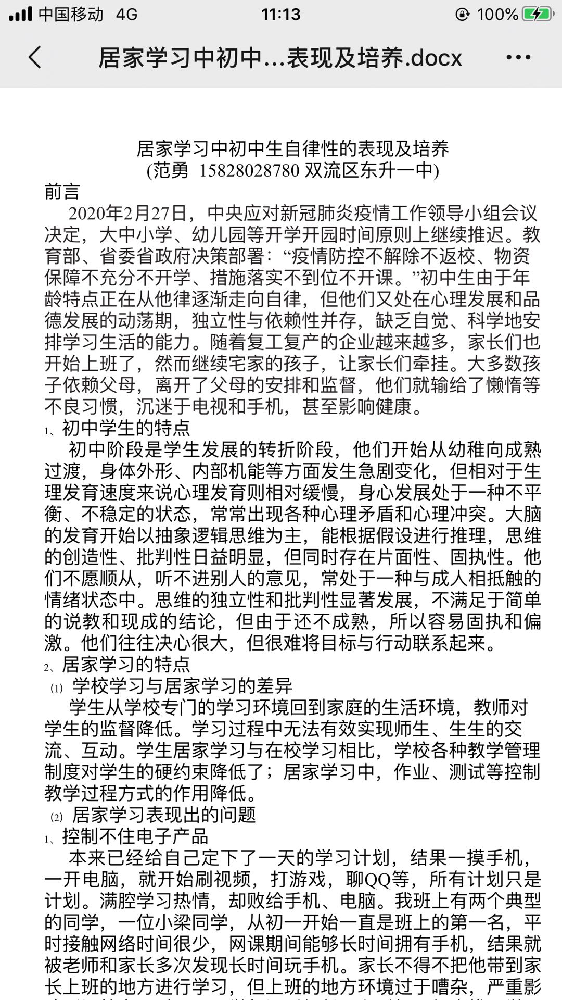 中国移动 4G 11:13 100%
居家学习中初中...表现及培养.docx
居家学习中初中生自律性的表现及培养
(范勇 15828028780 双流区东升一中)
前言
2020年2月27日，中央应对新冠肺炎疫情工作领导小组会议
决定，大中小学、幼儿园等开学开园时间原则上继续推迟。教
育部、省委省政府决策部署：“疫情防控不解除不返校、物资
保障不充分不开学、措施落实不到位不开课。”初中生由于年
龄特点正在从他律逐渐走向自律，但他们又处在心理发展和品
德发展的动荡期，独立性与依赖性并存，缺乏自觉、科学地安
排学习生活的能力。随着复工复产的企业越来越多，家长们也
开始上班了，然而继续宅家的孩子，让家长们牵挂。大多数孩
子依赖父母，离开了父母的安排和监督，他们就输给了懒惰等
不良习惯，沉迷于电视和手机，甚至影响健康。
1、初中学生的特点
初中阶段是学生发展的转折阶段，他们开始从幼稚向成熟
过渡，身体外形、内部机能等方面发生急剧变化，但相对于生
理发育速度来说心理发育则相对缓慢，身心发展处于一种不平
衡、不稳定的状态，常常出现各种心理矛盾和心理冲突。大脑
的发育开始以抽象逻辑思维为主，能根据假设进行推理，思维
的创造性、批判性日益明显，但同时存在片面性、固执性。他
们不愿顺从，听不进别人的意见，常处于一种与成人相抵触的
情绪状态中。思维的独立性和批判性显著发展，不满足于简单
的说教和现成的结论，但由于还不成熟，所以容易固执和偏
激。他们往往决心很大，但很难将目标与行动联系起来。
2、居家学习的特点
(1) 学校学习与居家学习的差异
学生从学校专门的学习环境回到家庭的生活环境，教师对
学生的监督降低。学习过程中无法有效实现师生、生生的交
流、互动。学生居家学习与在校学习相比，学校各种教学管理
制度对学生的硬约束降低了；居家学习中，作业、测试等控制
教学过程方式的作用降低。
(2) 居家学习表现出的问题
1、控制不住电子产品
本来已经给自己定下了一天的学习计划，结果一摸手机，
一开电脑，就开始刷视频，打游戏，聊QQ等，所有计划只是
计划。满腔学习热情，却败给手机、电脑。我班上有两个典型
的同学，一位小梁同学，从初一开始一直是班上的第一名，平
时接触网络时间很少，网课期间能够长时间拥有手机，结果就
被老师和家长多次发现长时间玩手机。家长不得不把他带到家
长上班的地方进行学习，但上班的地方环境过于嘈杂，严重影